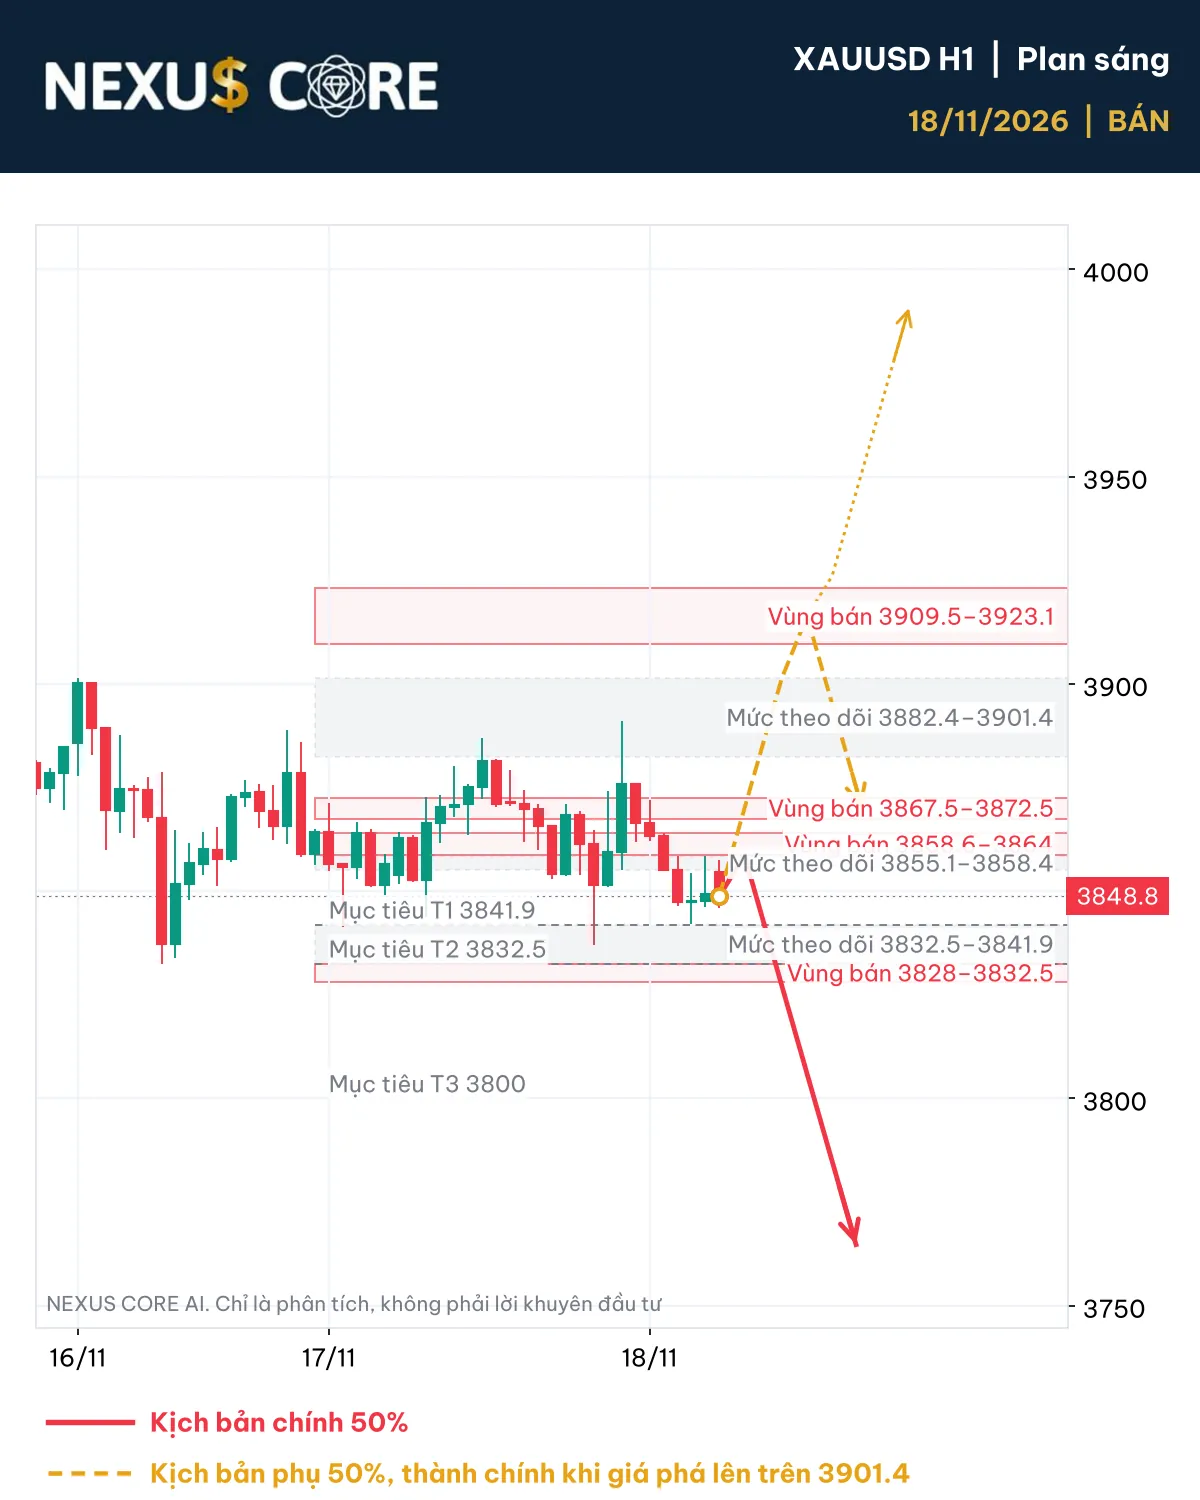 NEXU$ CORE
XAUUSD H1 | Plan sáng
18/11/2026 | BÁN
4000
3950
Vùng bán 3909.5–3923.1
3900
Mức theo dõi 3882.4–3901.4
Vùng bán 3867.5–3872.5
Vùng bán 3858.6–3864
Mức theo dõi 3855.1–3858.4
3848.8
Mục tiêu T1 3841.9
Mức theo dõi 3832.5–3841.9
Mục tiêu T2 3832.5
Vùng bán 3828–3832.5
Mục tiêu T3 3800
3800
NEXUS CORE AI. Chỉ là phân tích, không phải lời khuyên đầu tư
3750
16/11
17/11
18/11
Kịch bản chính 50%
Kịch bản phụ 50%, thành chính khi giá phá lên trên 3901.4